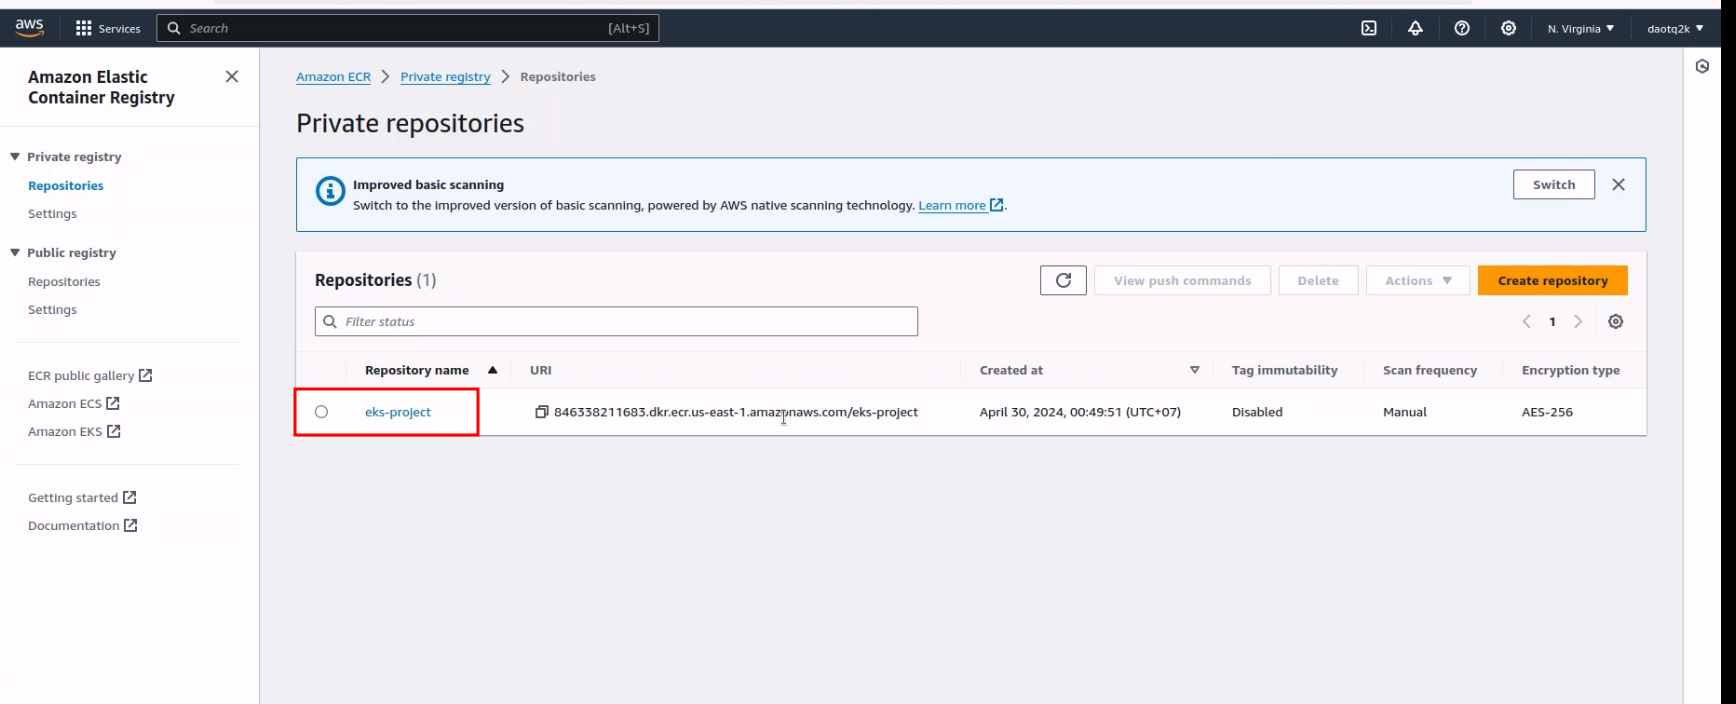 aws
Services
Search [Alt+S]
N. Virginia
daotq2k
Amazon Elastic
Container Registry
Private registry
Repositories
Settings
Public registry
Repositories
Settings
ECR public gallery
Amazon ECS
Amazon EKS
Getting started
Documentation
Amazon ECR > Private registry > Repositories
Private repositories
Improved basic scanning
Switch to the improved version of basic scanning, powered by AWS native scanning technology. Learn more.
Switch
Repositories (1)
View push commands
Delete
Actions
Create repository
Filter status
1
Repository name URI Created at Tag immutability Scan frequency Encryption type
eks-project 846338211683.dkr.ecr.us-east-1.amazonaws.com/eks-project April 30, 2024, 00:49:51 (UTC+07) Disabled Manual AES-256